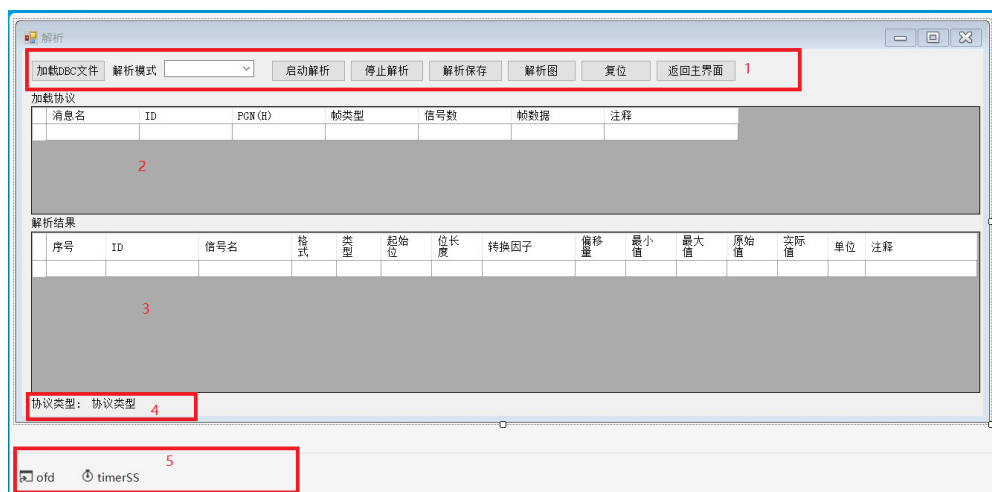 解析
加载DBC文件 解析模式 启动解析 停止解析 解析保存 解析图 复位 返回主界面 1
加载协议
消息名 ID PGN(H) 帧类型 信号数 帧数据 注释
2
解析结果
序号 ID 信号名 格式 类型 起始位 位长度 转换因子 偏移量 最小值 最大值 原始值 实际值 单位 注释
3
协议类型: 协议类型 4
5
ofd timerSS